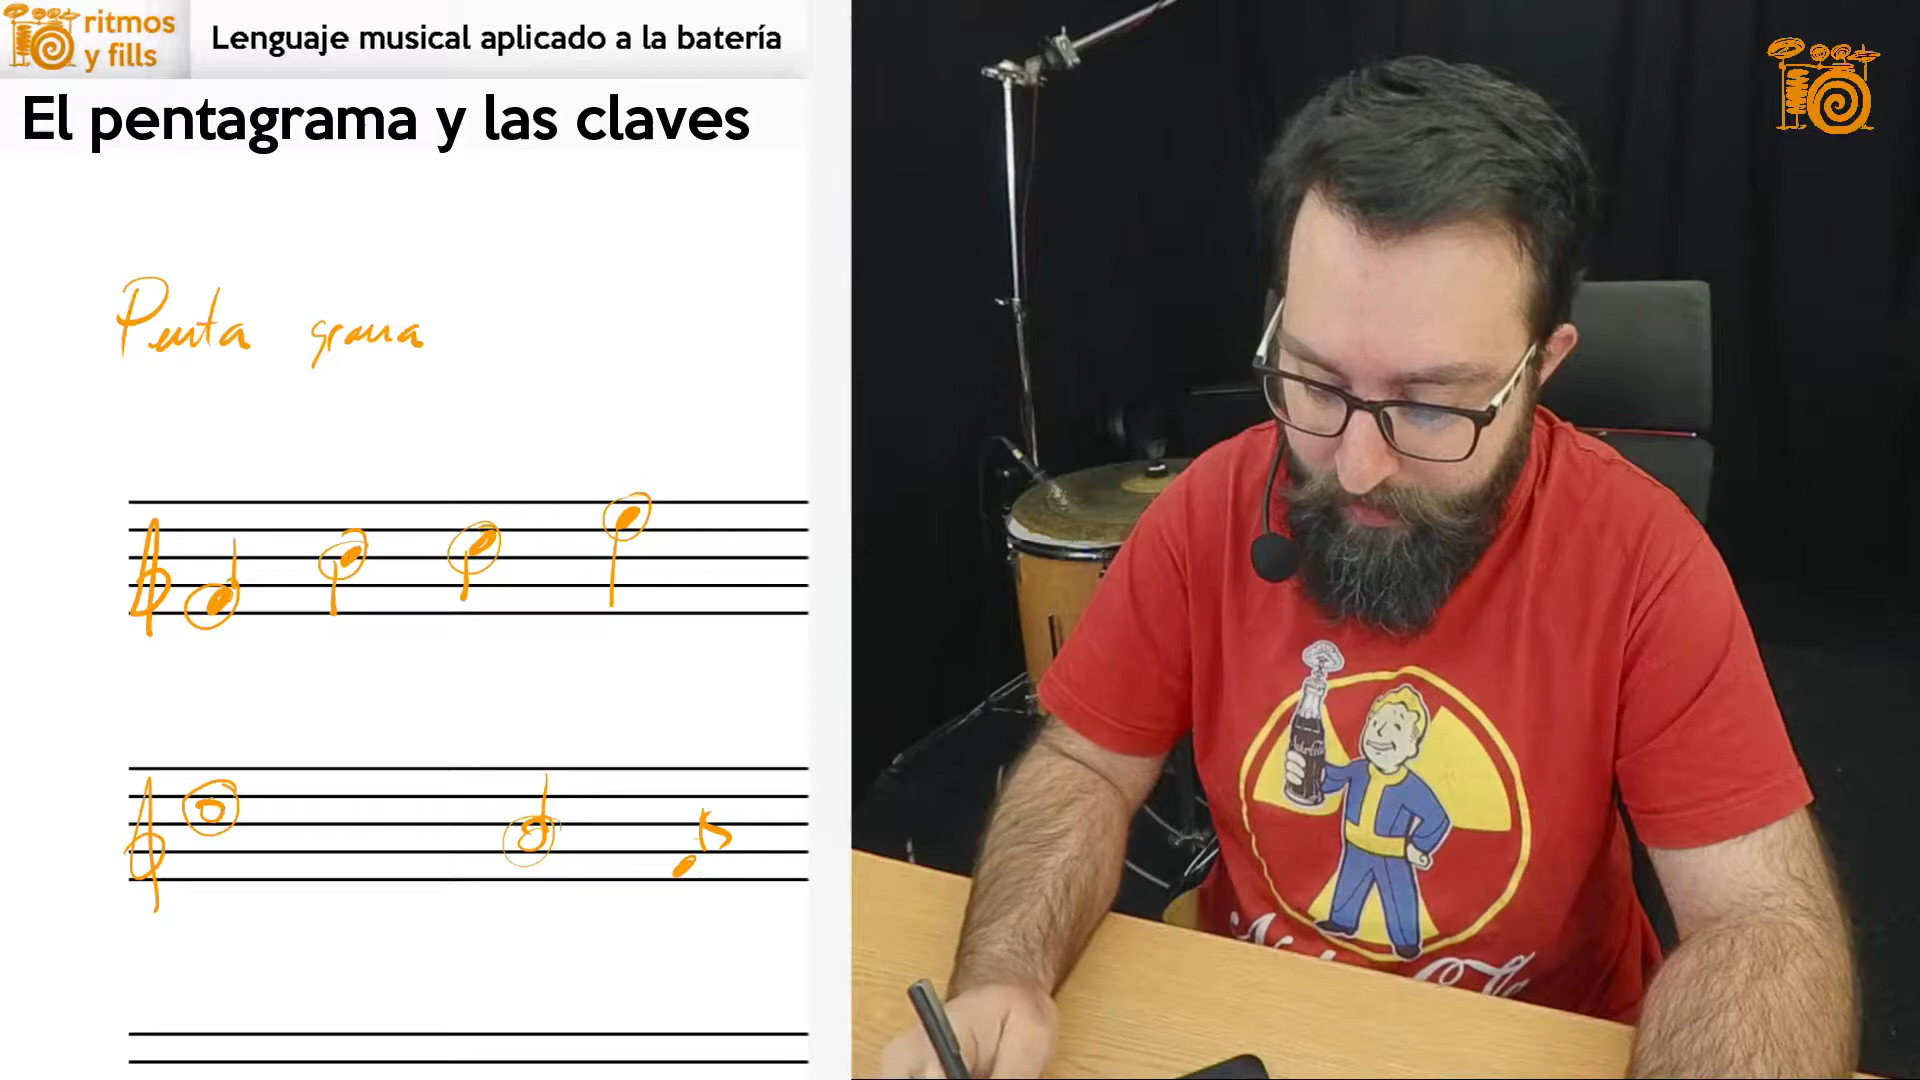 ritmos
y fills
Lenguaje musical aplicado a la batería
El pentagrama y las claves
Penta grama